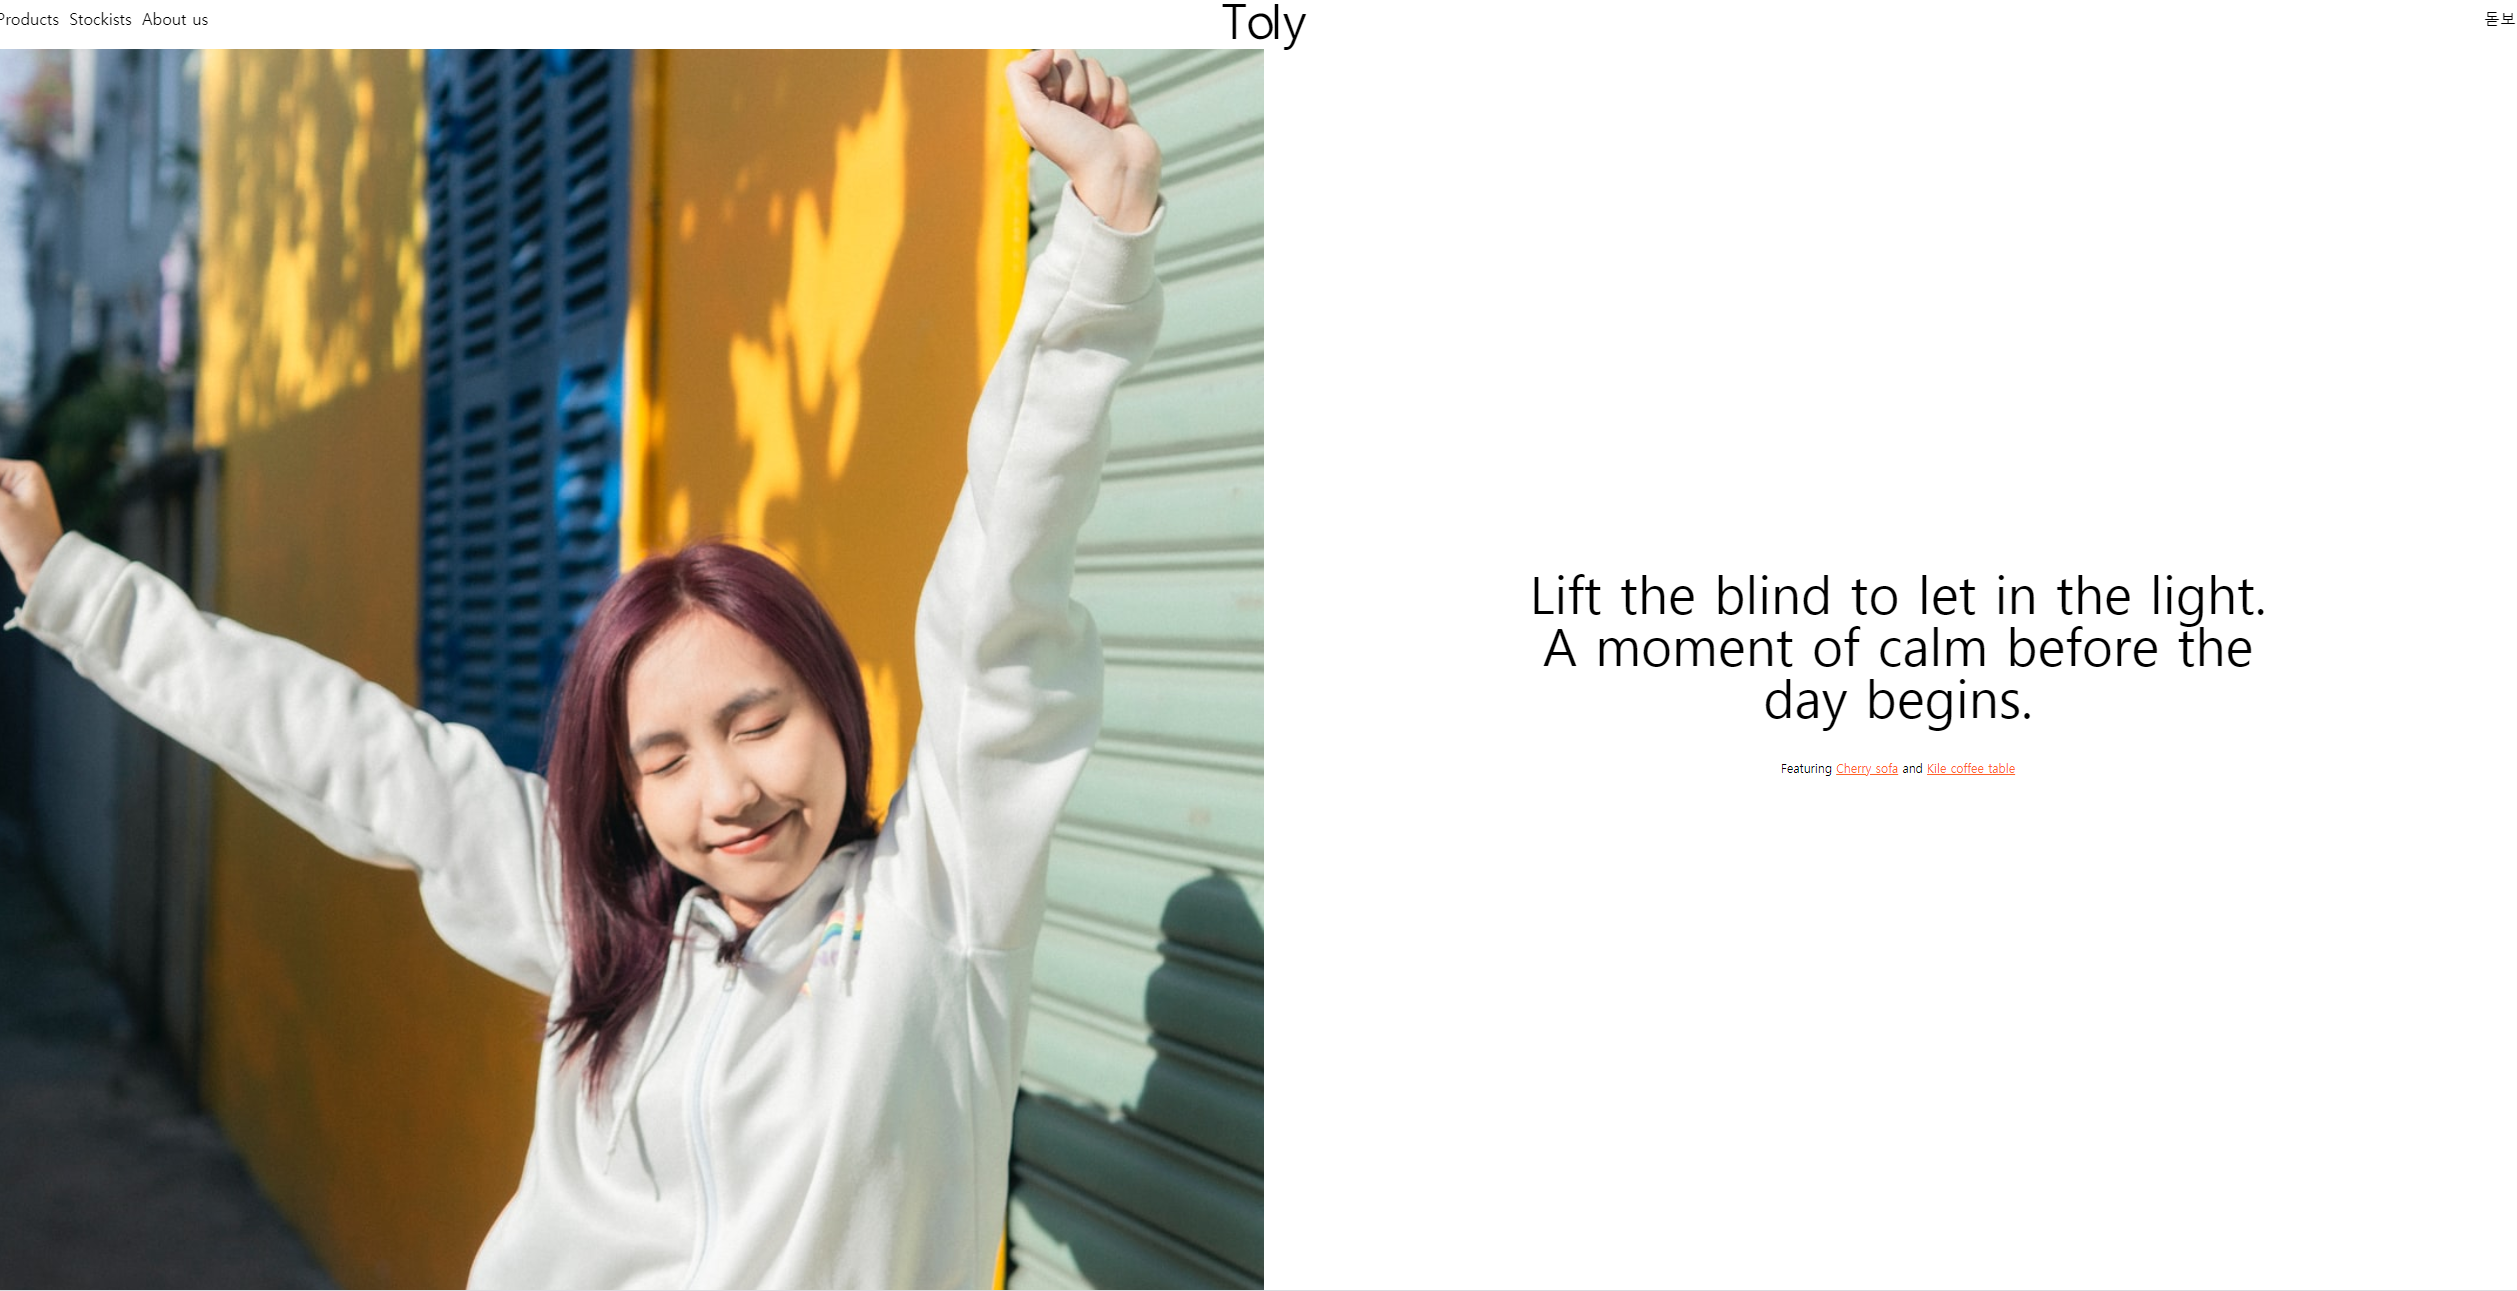 Products Stockists About us
Toly
돋보
Lift the blind to let in the light.
A moment of calm before the
day begins.
Featuring Cherry sofa and Kile coffee table